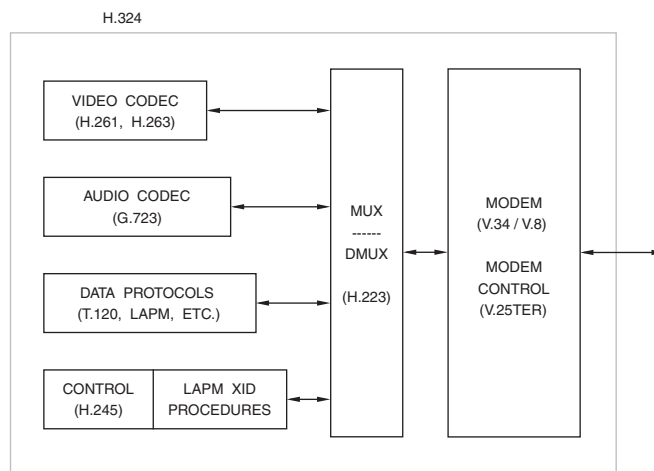 H.324
VIDEO CODEC
(H.261, H.263)
AUDIO CODEC
(G.723)
DATA PROTOCOLS
(T.120, LAPM, ETC.)
CONTROL
(H.245)
LAPM XID
PROCEDURES
MUX
------
DMUX
(H.223)
MODEM
(V.34 / V.8)
MODEM
CONTROL
(V.25TER)